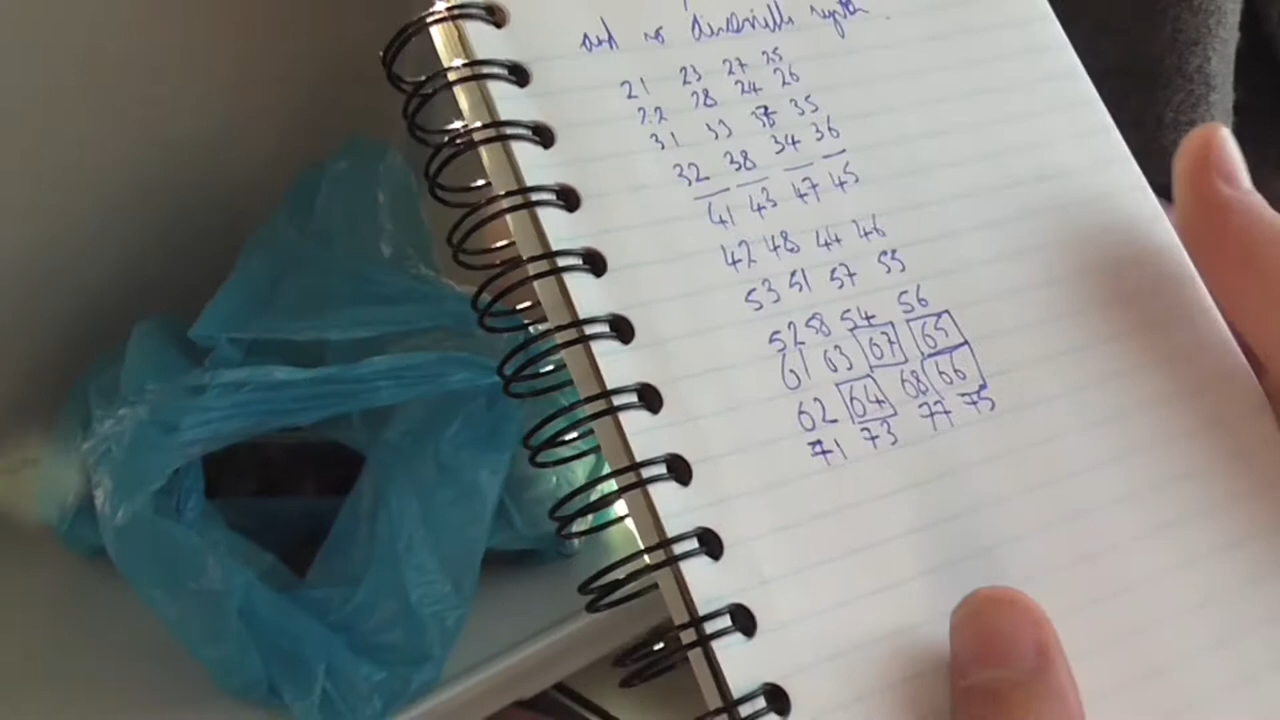 and no
21 23 27 25
22 28 24 26
31 33 37 35
32 38 34 36
41 43 47 45
42 48 44 46
53 51 57 55
52 58 54 56
61 63 67 65
62 64 68 66
71 73 77 75